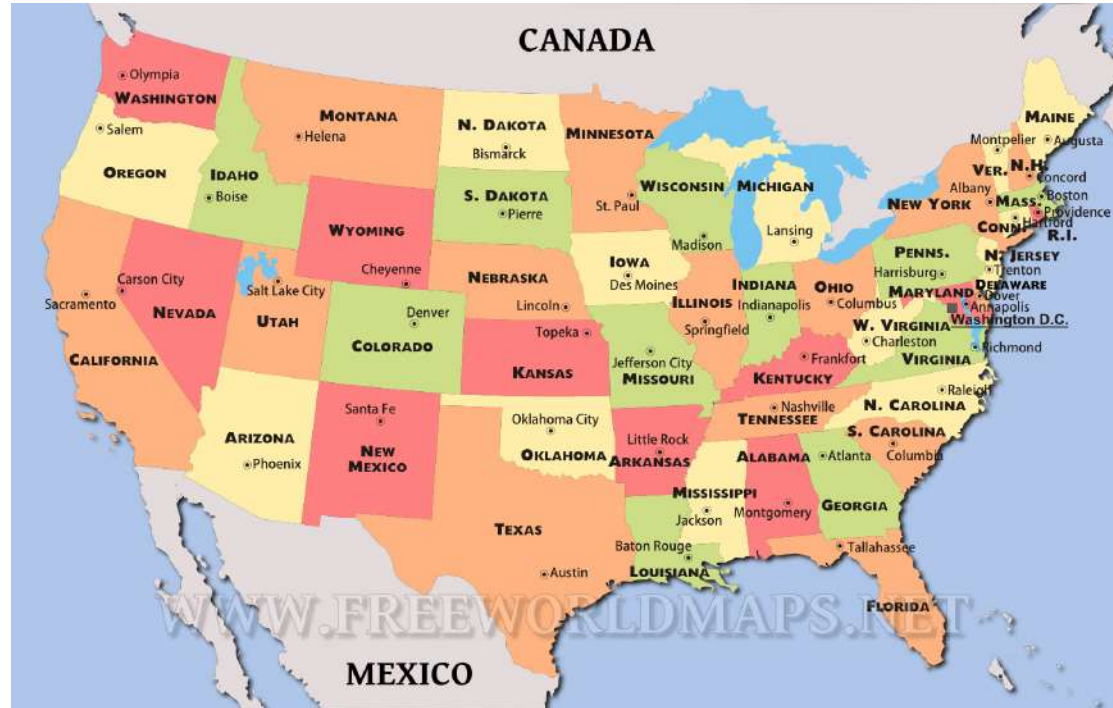 CANADA
Olympia
WASHINGTON
MONTANA
Helena
N. DAKOTA
Bismarck
MINNESOTA
St. Paul
MAINE
Augusta
Montpelier
VER.
N.H.
Concord
Salem
OREGON
IDAHO
Boise
S. DAKOTA
Pierre
WISCONSIN
Madison
MICHIGAN
Lansing
Albany
NEW YORK
Boston
MASS.
Providence
Hartford
CONN.
R.I.
WYOMING
Cheyenne
IOWA
Des Moines
PENNS.
Harrisburg
N. JERSEY
Trenton
Carson City
Sacramento
NEVADA
Salt Lake City
UTAH
NEBRASKA
Lincoln
ILLINOIS
Springfield
INDIANA
Indianapolis
OHIO
Columbus
MARYLAND
DELAWARE
Dover
Annapolis
Washington D.C.
CALIFORNIA
Denver
COLORADO
Topeka
KANSAS
Jefferson City
MISSOURI
Frankfort
KENTUCKY
W. VIRGINIA
Charleston
VIRGINIA
Richmond
ARIZONA
Phoenix
Santa Fe
NEW
MEXICO
Oklahoma City
OKLAHOMA
Little Rock
ARKANSAS
Nashville
TENNESSEE
Raleigh
N. CAROLINA
S. CAROLINA
Columbia
TEXAS
Austin
MISSISSIPPI
Jackson
ALABAMA
Montgomery
Atlanta
GEORGIA
Baton Rouge
LOUISIANA
Tallahassee
FLORIDA
WWW.FREEWORLDMAPS.NET
MEXICO